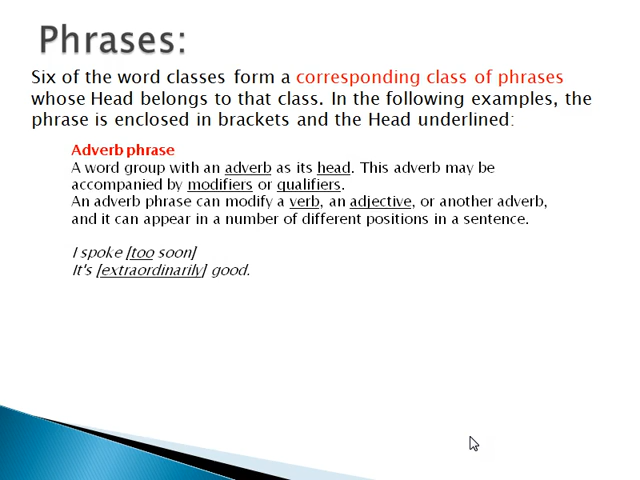 Phrases:
Six of the word classes form a corresponding class of phrases
whose Head belongs to that class. In the following examples, the
phrase is enclosed in brackets and the Head underlined:
Adverb phrase
A word group with an adverb as its head. This adverb may be
accompanied by modifiers or qualifiers.
An adverb phrase can modify a verb, an adjective, or another adverb,
and it can appear in a number of different positions in a sentence.
I spoke [too soon]
It's [extraordinarily] good.